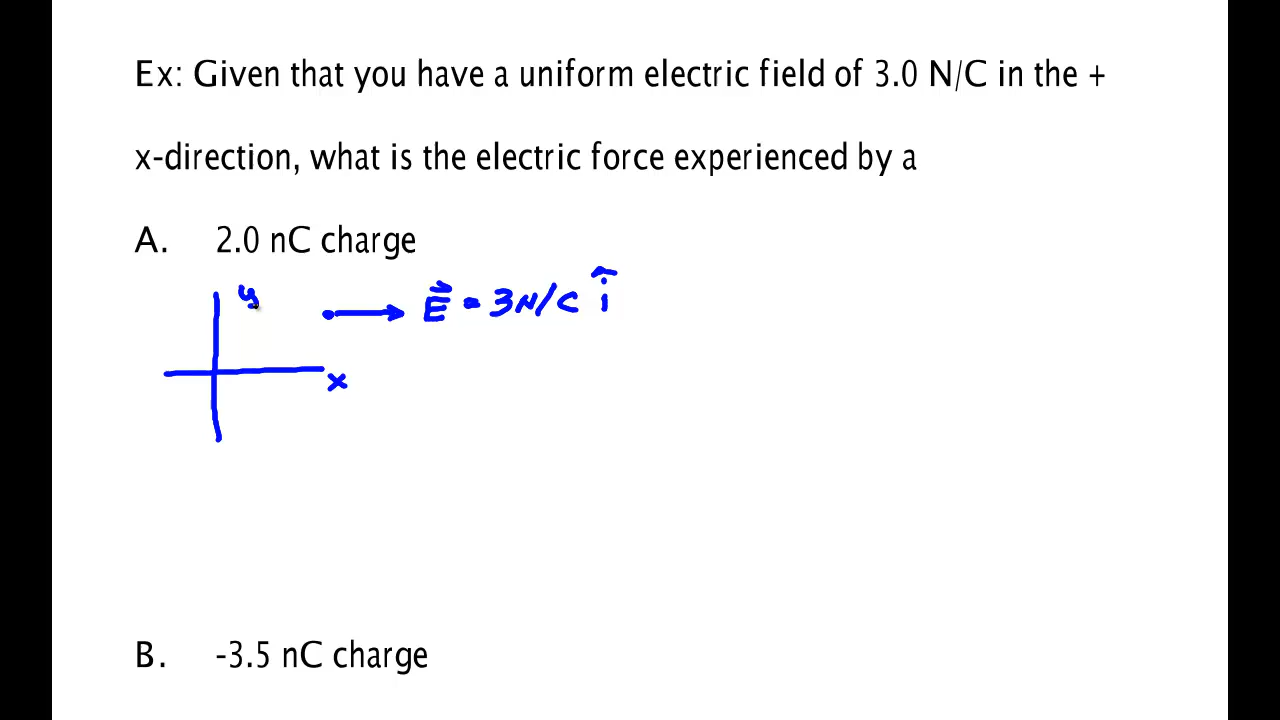 Ex: Given that you have a uniform electric field of 3.0 N/C in the +
x-direction, what is the electric force experienced by a
A. 2.0 nC charge
y
E⃗ = 3N/C î
x
B. -3.5 nC charge